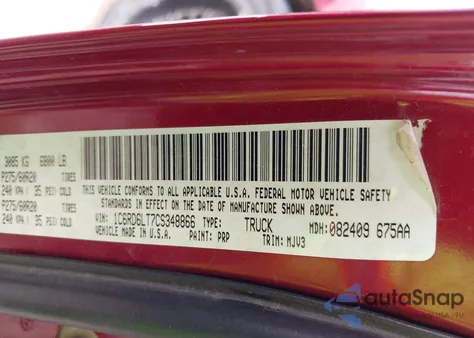 3085 KG 6800 LB
P275/60R20 TIRES
240 KPA/ 35 PSI COLD
P275/60R20 TIRES
240 KPA/ 35 PSI COLD
THIS VEHICLE CONFORMS TO ALL APPLICABLE U.S.A. FEDERAL MOTOR VEHICLE SAFETY
STANDARDS IN EFFECT ON THE DATE OF MANUFACTURE SHOWN ABOVE.
VIN: 1C6RD6LT7CS348866 TYPE: TRUCK MDH: 082409 675AA
VEHICLE MADE IN U.S.A. PAINT: PRP TRIM: MJV3
autoSnap